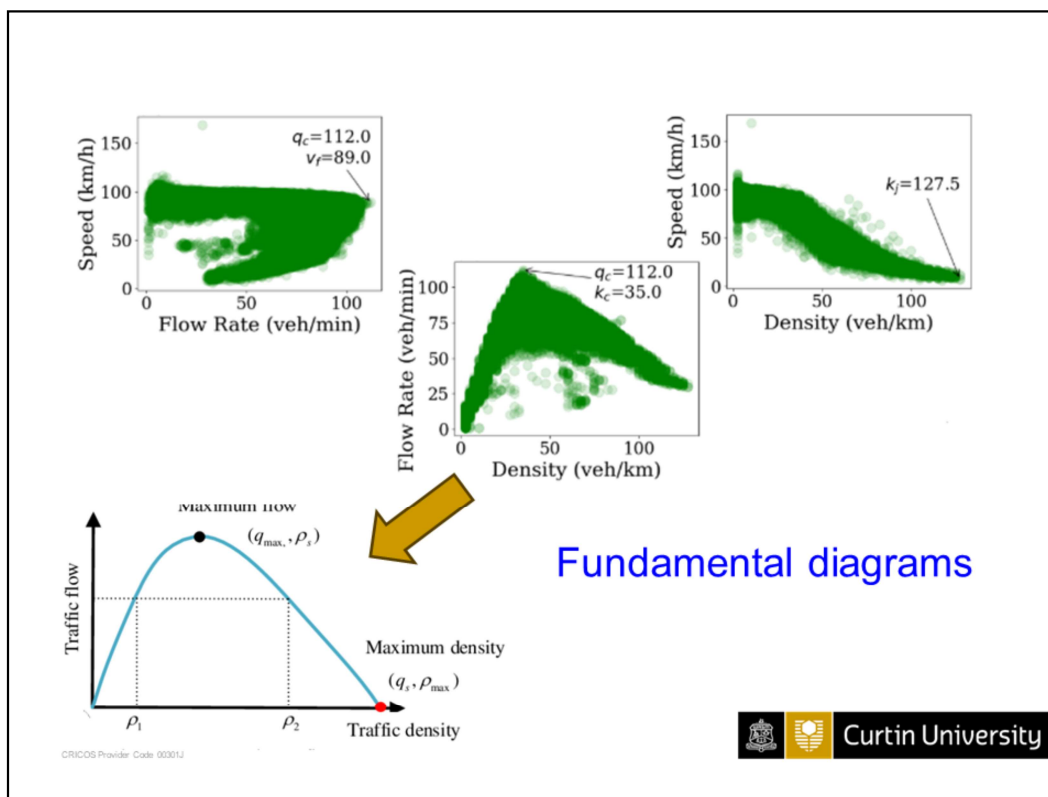 Speed (km/h)
150
100
50
0
q_c=112.0
v_f=89.0
0
50
100
Flow Rate (veh/min)
Speed (km/h)
150
100
50
0
k_j=127.5
0
50
100
Density (veh/km)
Flow Rate (veh/min)
100
75
50
25
0
q_c=112.0
k_c=35.0
0
50
100
Density (veh/km)
Maximum flow
(q_max, , ρ_s)
Traffic flow
Maximum density
(q_s , ρ_max)
ρ_1
ρ_2
Traffic density
Fundamental diagrams
CRICOS Provider Code 00301J
Curtin University